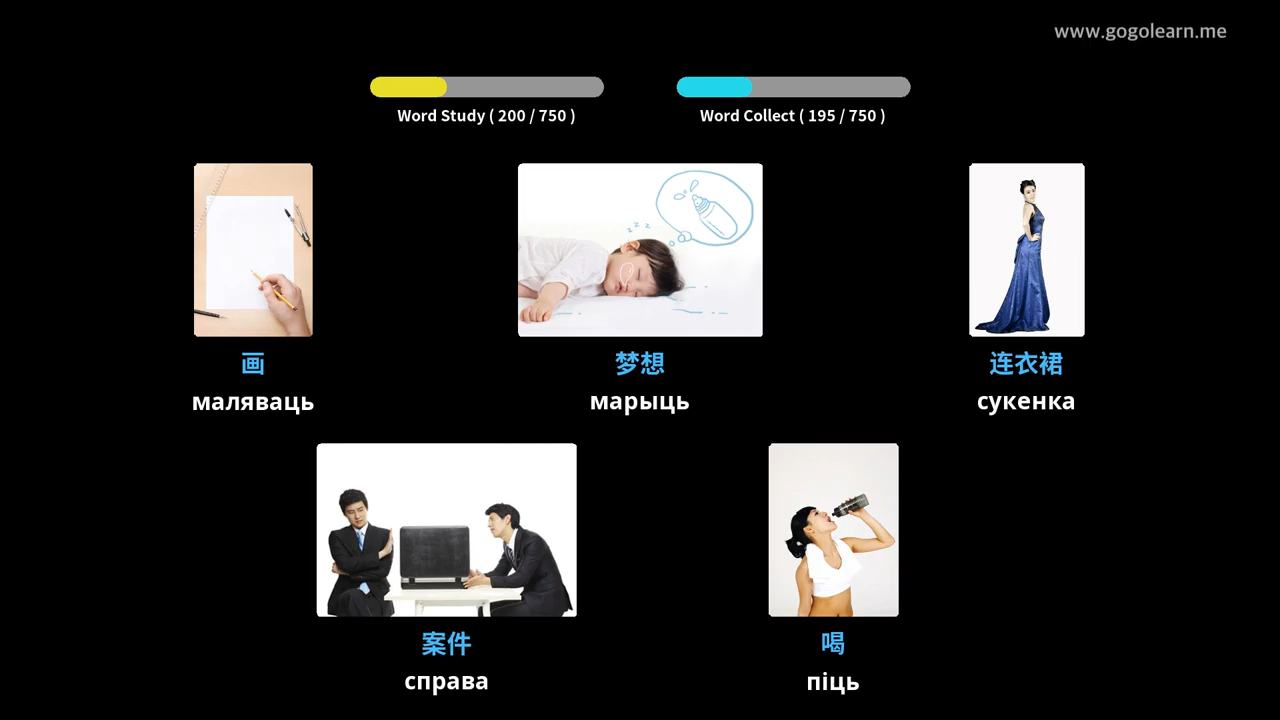 www.gogolearn.me
Word Study ( 200 / 750 )
Word Collect ( 195 / 750 )
画
маляваць
梦想
марыць
连衣裙
сукенка
案件
справа
喝
піць